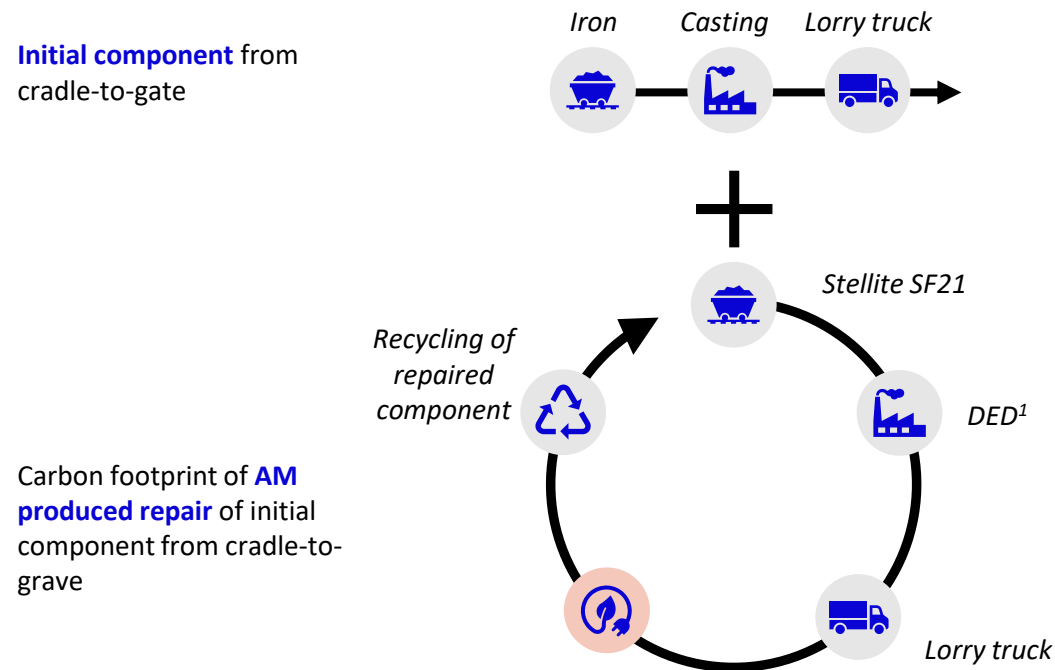 Initial component from
cradle-to-gate
Iron
Casting
Lorry truck
Stellite SF21
Recycling of
repaired
component
DED¹
Carbon footprint of AM
produced repair of initial
component from cradle-to-
grave
Lorry truck